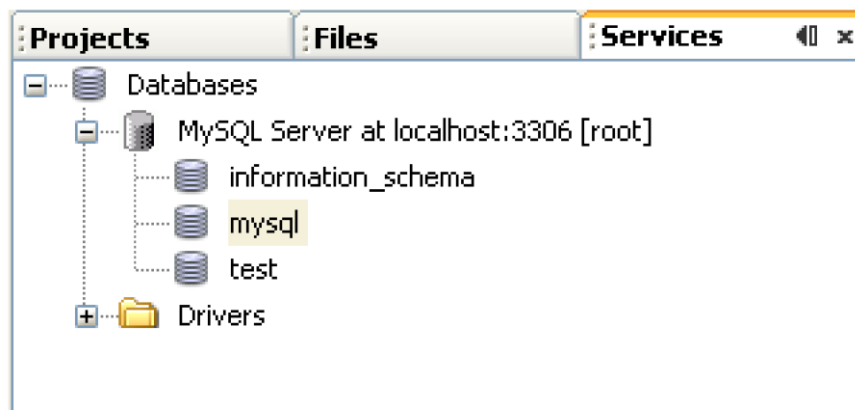 Projects Files Services
Databases
MySQL Server at localhost:3306 [root]
information_schema
mysql
test
Drivers